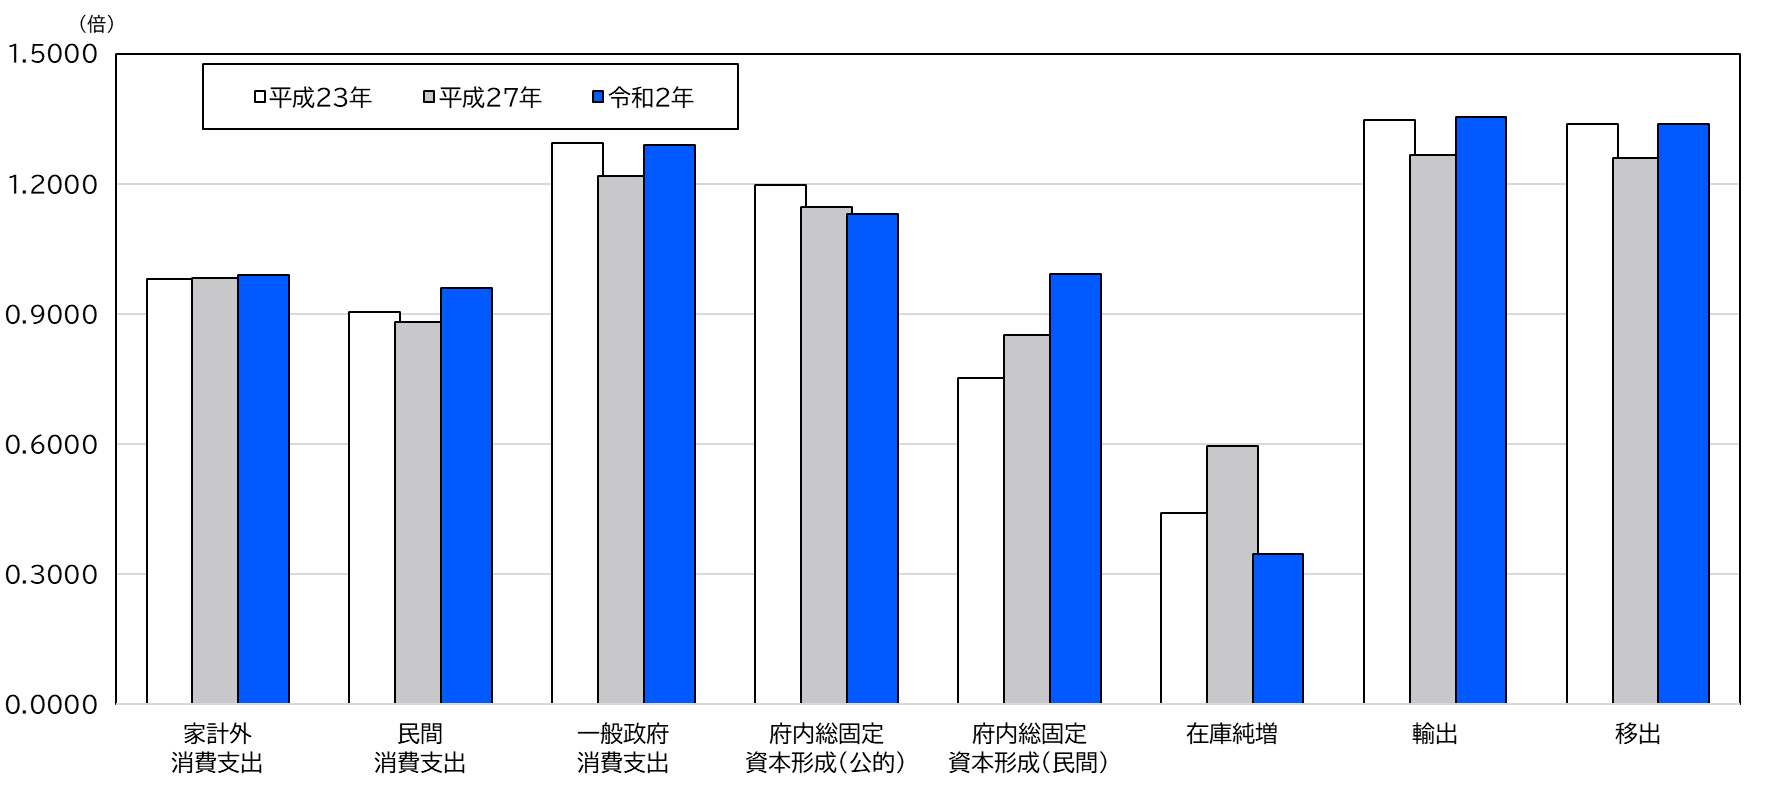 （倍）
1.5000
1.2000
0.9000
0.6000
0.3000
0.0000
平成23年 平成27年 令和2年
家計外
消費支出
民間
消費支出
一般政府
消費支出
府内総固定
資本形成（公的）
府内総固定
資本形成（民間）
在庫純増
輸出
移出